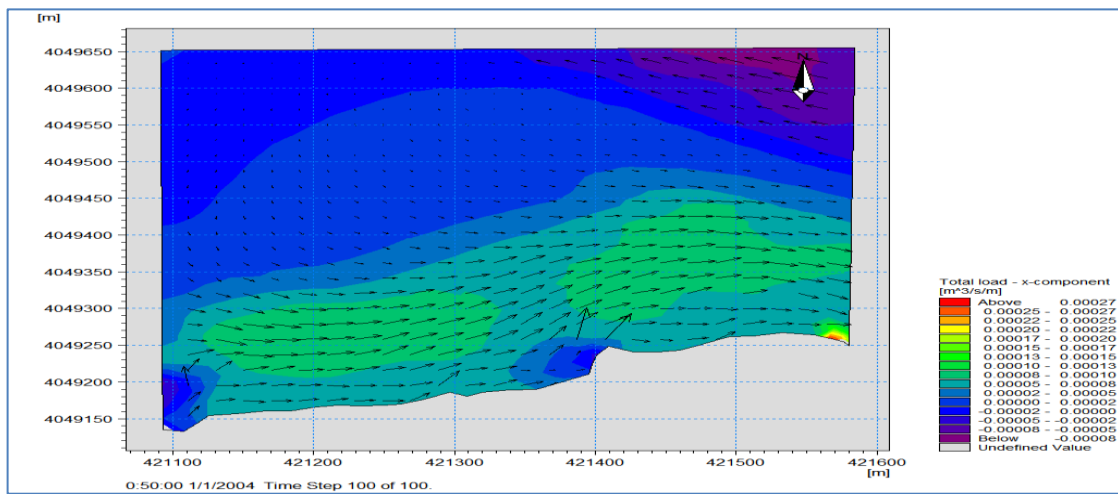 [m]
4049650
4049600
4049550
4049500
4049450
4049400
4049350
4049300
4049250
4049200
4049150
421100 421200 421300 421400 421500 421600
[m]
N
0:50:00 1/1/2004 Time Step 100 of 100.
Total load - x-component
[m^3/s/m]
Above 0.00027
0.00025 - 0.00027
0.00022 - 0.00025
0.00020 - 0.00022
0.00017 - 0.00020
0.00015 - 0.00017
0.00013 - 0.00015
0.00010 - 0.00013
0.00008 - 0.00010
0.00005 - 0.00008
0.00002 - 0.00005
0.00000 - 0.00002
-0.00002 - 0.00000
-0.00005 - -0.00002
-0.00008 - -0.00005
Below -0.00008
Undefined Value